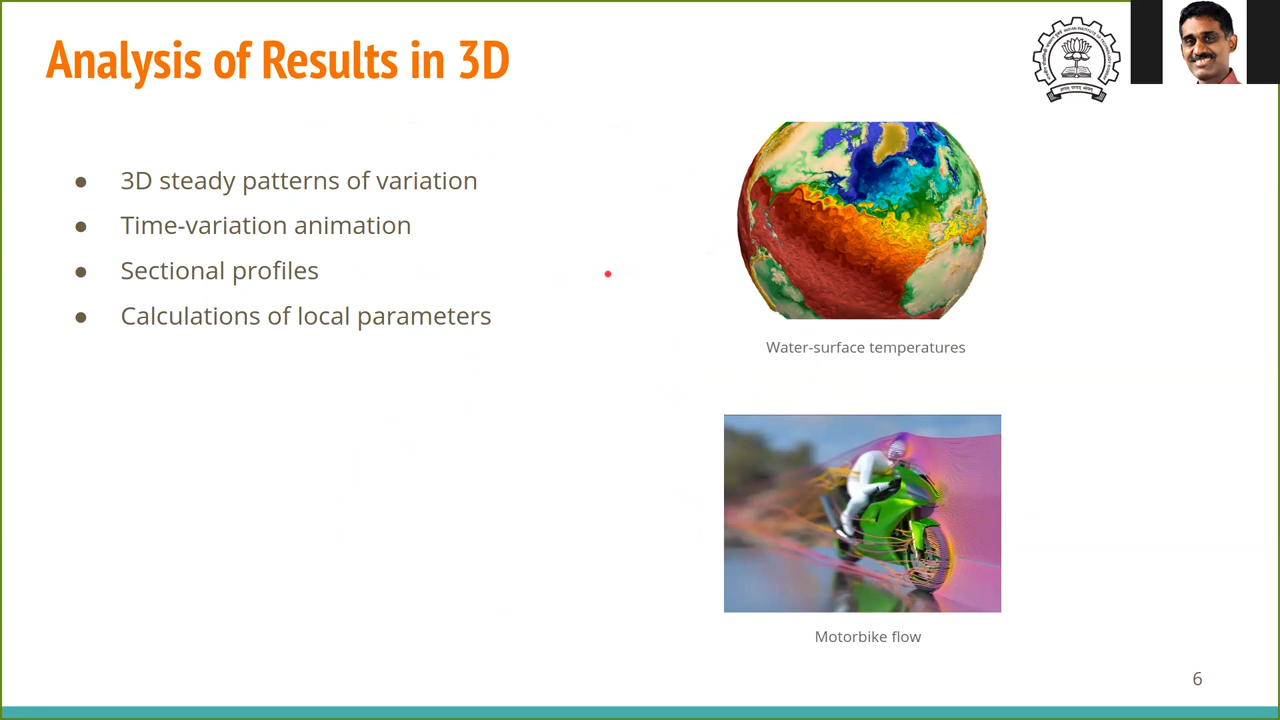 Analysis of Results in 3D
● 3D steady patterns of variation
● Time-variation animation
● Sectional profiles
● Calculations of local parameters
Water-surface temperatures
Motorbike flow
6